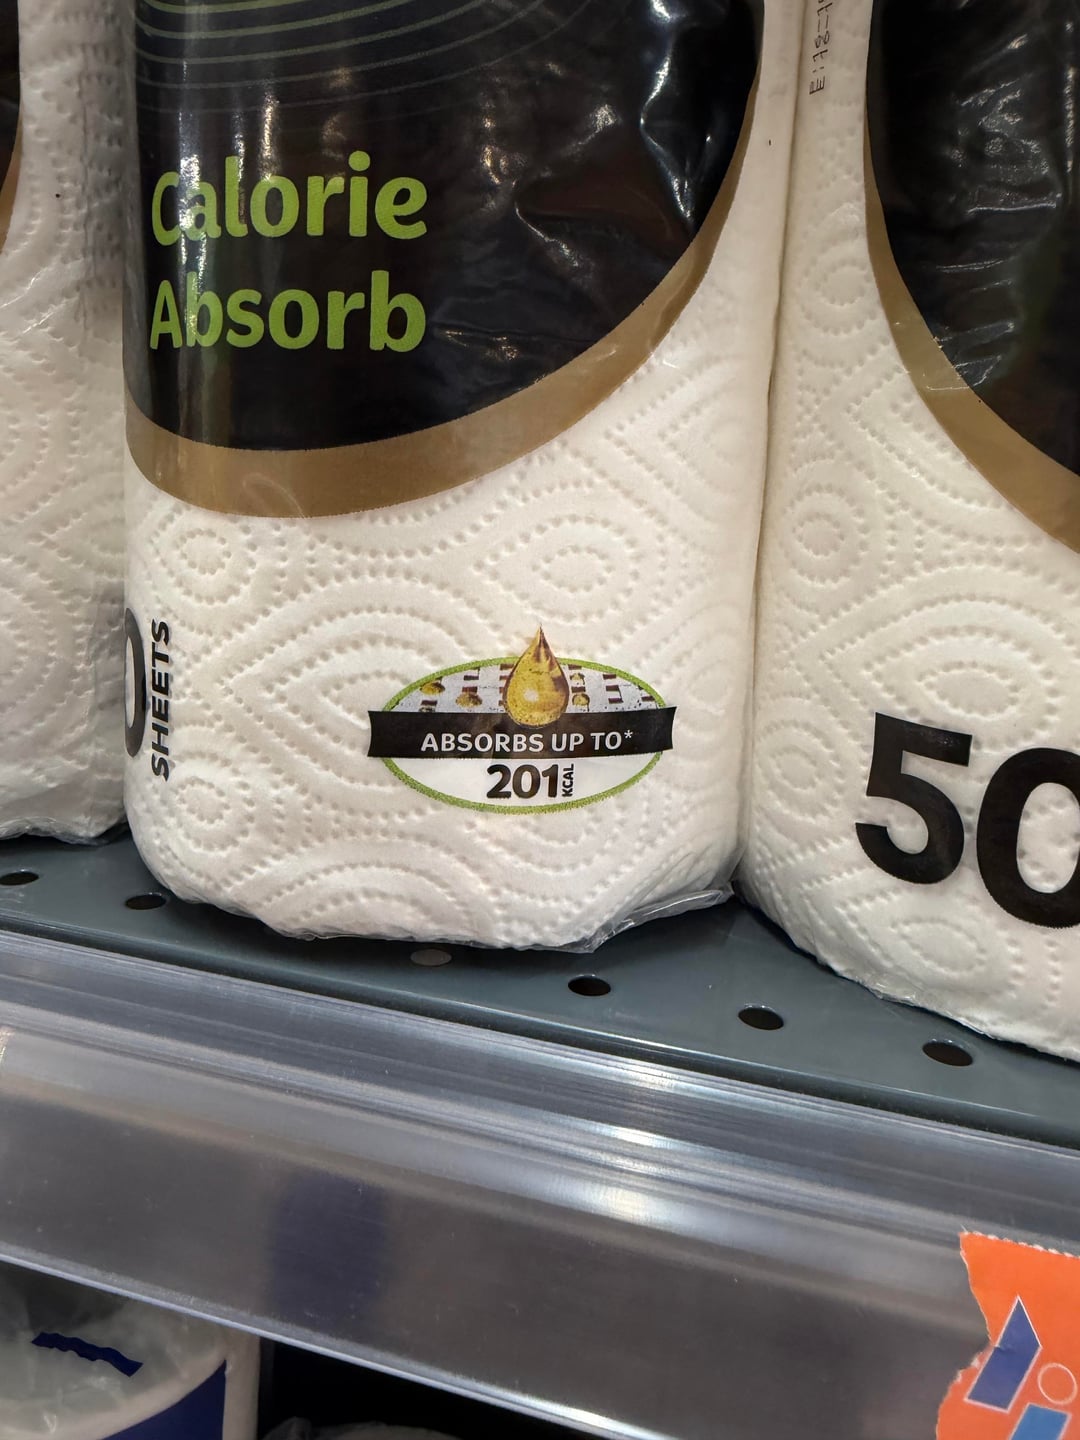 Calorie
Absorb
SHEETS
ABSORBS UP TO*
201 KCAL
50